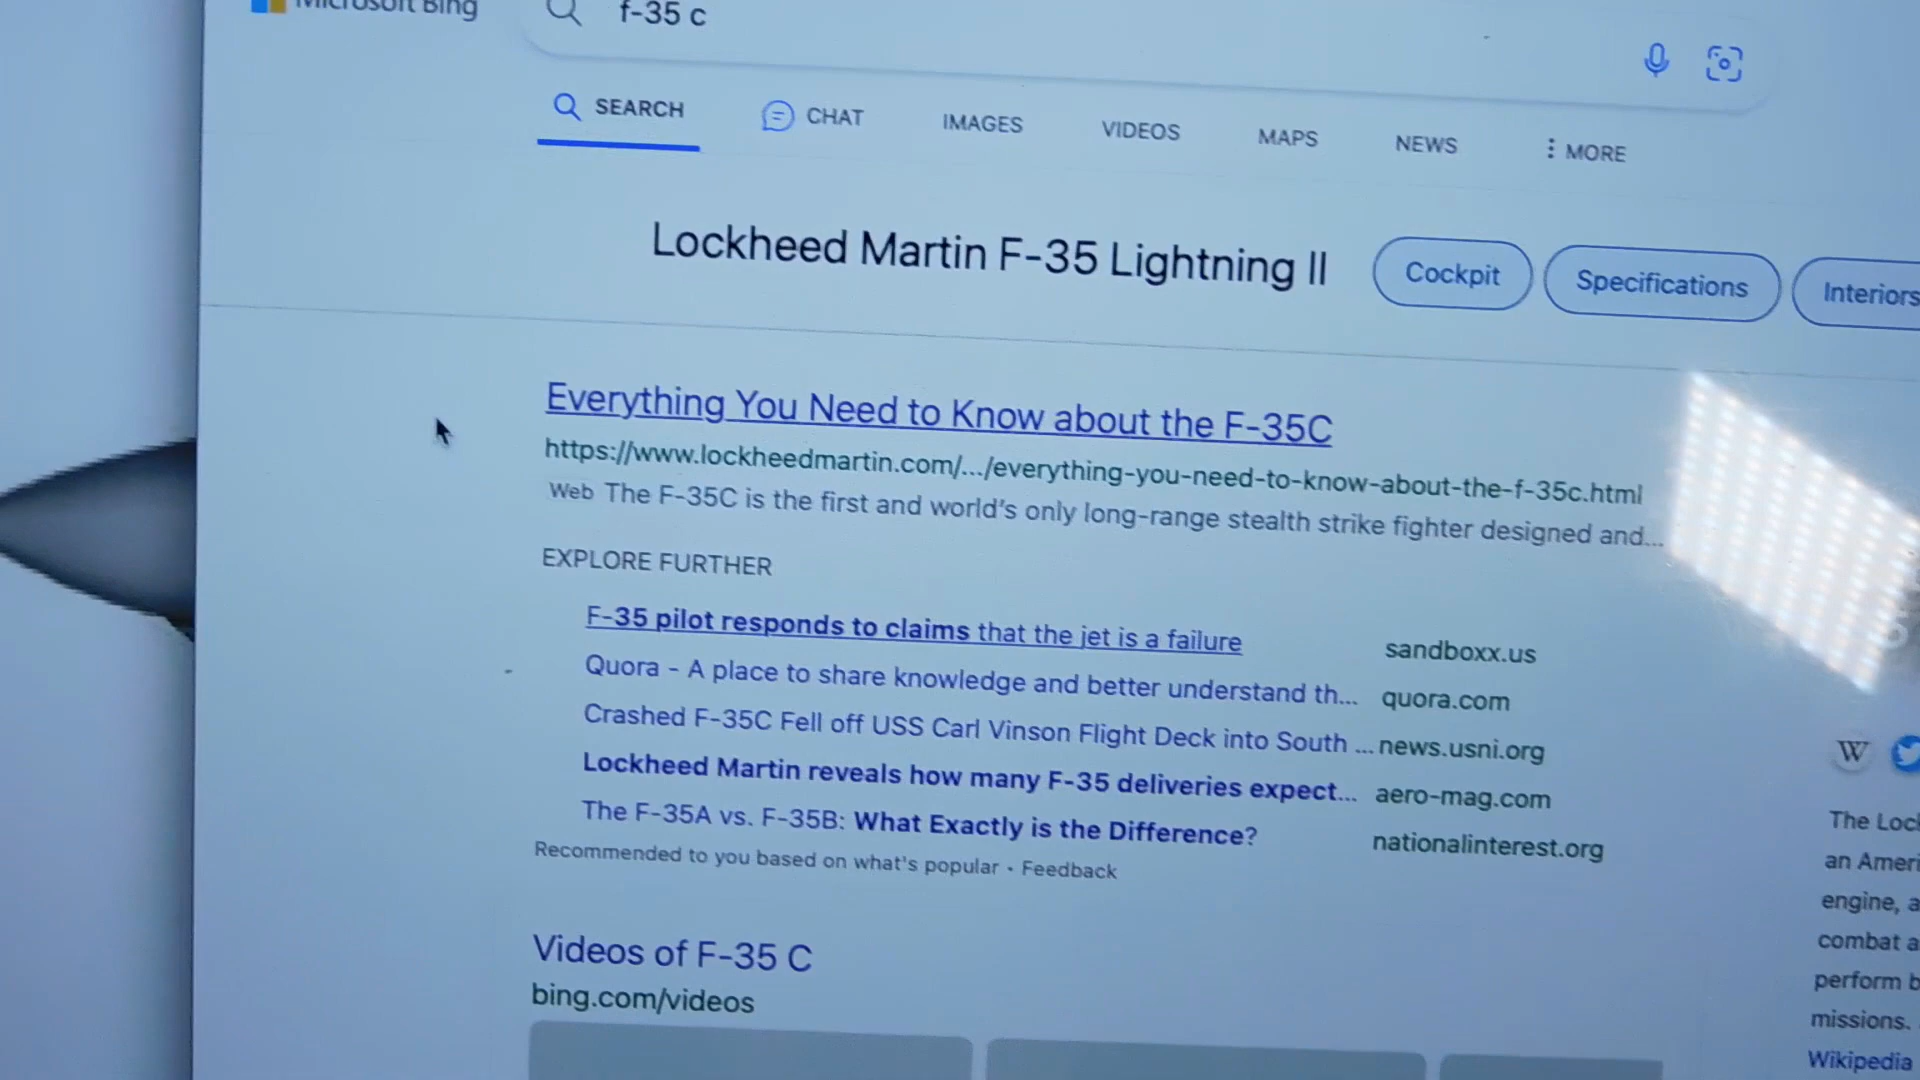 Microsoft Bing
f-35 c
SEARCH
CHAT
IMAGES
VIDEOS
MAPS
NEWS
MORE
Lockheed Martin F-35 Lightning II
Cockpit
Specifications
Interiors
Everything You Need to Know about the F-35C
https://www.lockheedmartin.com/.../everything-you-need-to-know-about-the-f-35c.html
Web The F-35C is the first and world's only long-range stealth strike fighter designed and...
EXPLORE FURTHER
F-35 pilot responds to claims that the jet is a failure sandboxx.us
Quora - A place to share knowledge and better understand th... quora.com
Crashed F-35C Fell off USS Carl Vinson Flight Deck into South ... news.usni.org
Lockheed Martin reveals how many F-35 deliveries expect... aero-mag.com
The F-35A vs. F-35B: What Exactly is the Difference? nationalinterest.org
Recommended to you based on what's popular • Feedback
Videos of F-35 C
bing.com/videos
W
The Loc
an Ameri
engine, a
combat a
perform b
missions.
Wikipedia